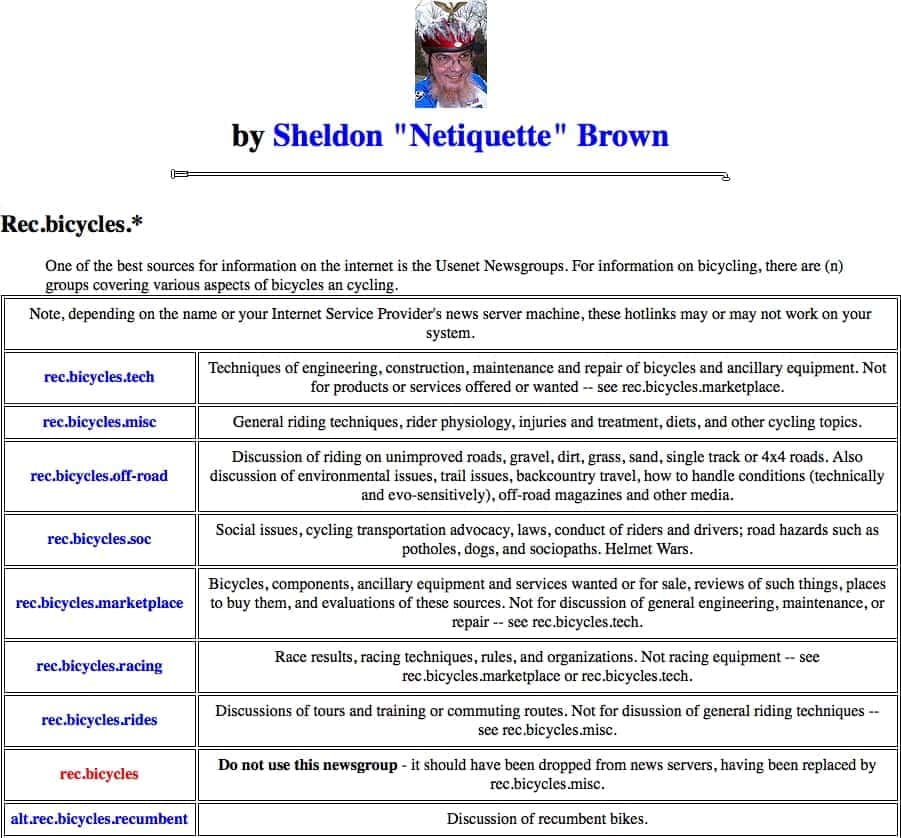 by Sheldon "Netiquette" Brown
Rec.bicycles.*
One of the best sources for information on the internet is the Usenet Newsgroups. For information on bicycling, there are (n)
groups covering various aspects of bicycles an cycling.
Note, depending on the name or your Internet Service Provider's news server machine, these hotlinks may or may not work on your
system.
rec.bicycles.tech
Techniques of engineering, construction, maintenance and repair of bicycles and ancillary equipment. Not
for products or services offered or wanted -- see rec.bicycles.marketplace.
rec.bicycles.misc
General riding techniques, rider physiology, injuries and treatment, diets, and other cycling topics.
rec.bicycles.off-road
Discussion of riding on unimproved roads, gravel, dirt, grass, sand, single track or 4x4 roads. Also
discussion of environmental issues, trail issues, backcountry travel, how to handle conditions (technically
and evo-sensitively), off-road magazines and other media.
rec.bicycles.soc
Social issues, cycling transportation advocacy, laws, conduct of riders and drivers; road hazards such as
potholes, dogs, and sociopaths. Helmet Wars.
rec.bicycles.marketplace
Bicycles, components, ancillary equipment and services wanted or for sale, reviews of such things, places
to buy them, and evaluations of these sources. Not for discussion of general engineering, maintenance, or
repair -- see rec.bicycles.tech.
rec.bicycles.racing
Race results, racing techniques, rules, and organizations. Not racing equipment -- see
rec.bicycles.marketplace or rec.bicycles.tech.
rec.bicycles.rides
Discussions of tours and training or commuting routes. Not for disussion of general riding techniques --
see rec.bicycles.misc.
rec.bicycles
Do not use this newsgroup - it should have been dropped from news servers, having been replaced by
rec.bicycles.misc.
alt.rec.bicycles.recumbent
Discussion of recumbent bikes.